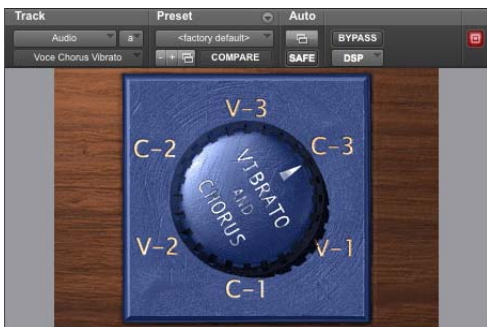 Track Preset Auto
Audio a <factory default> BYPASS
Voce Chorus Vibrato - + COMPARE SAFE DSP
V-3
C-2 C-3
VIBRATO
AND
CHORUS
V-2 V-1
C-1